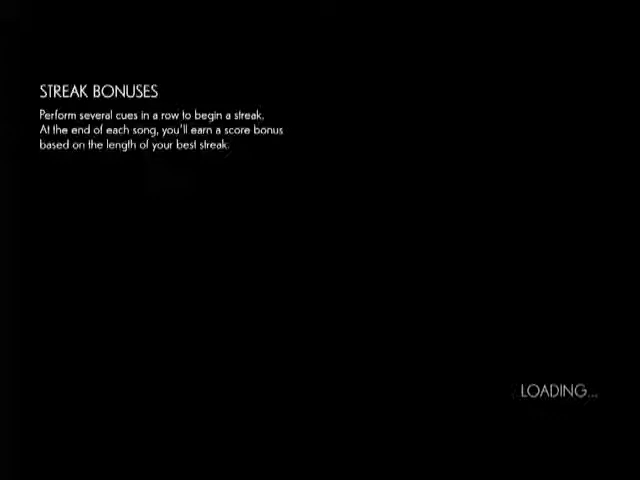 STREAK BONUSES
Perform several cues in a row to begin a streak.
At the end of each song, you'll earn a score bonus
based on the length of your best streak.
LOADING...